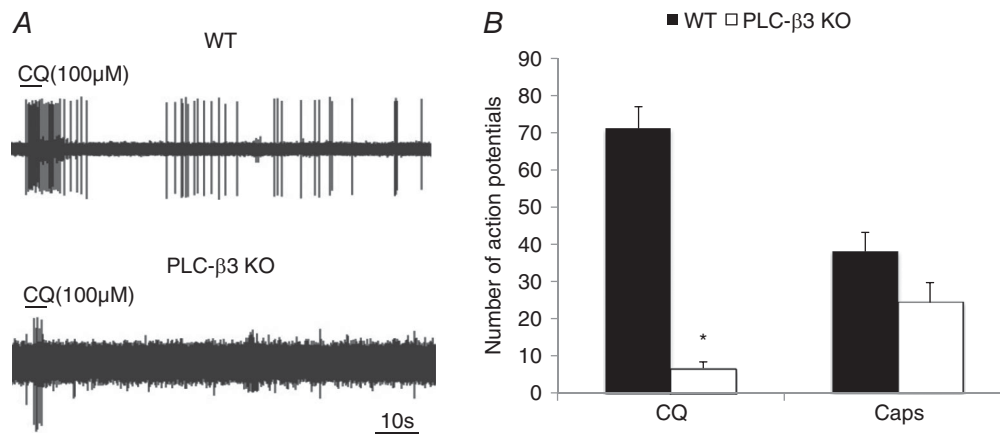 A
WT
CQ(100µM)
PLC-β3 KO
CQ(100µM)
10s
B
WT PLC-β3 KO
Number of action potentials
90
80
70
60
50
40
30
20
10
0
*
CQ Caps